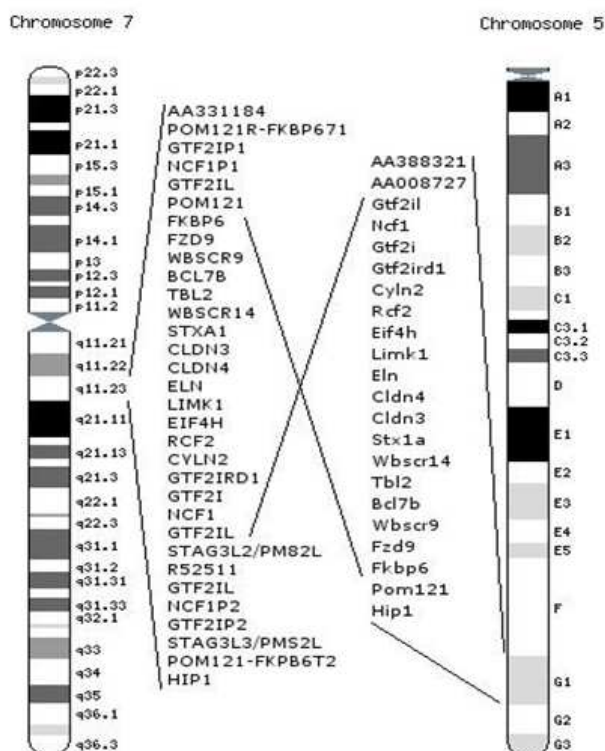 Chromosome 7
p22.3
p22.1
p21.3
p21.1
p15.3
p15.1
p14.3
p14.1
p13
p12.3
p12.1
p11.2
q11.21
q11.22
q11.23
q21.11
q21.13
q21.3
q22.1
q22.3
q31.1
q31.2
q31.31
q31.33
q32.1
q33
q34
q35
q36.1
q36.3
AA331184
POM121R-FKBP671
GTF2IP1
NCF1P1
GTF2IL
POM121
FKBP6
FZD9
WBSCR9
BCL7B
TBL2
WBSCR14
STXA1
CLDN3
CLDN4
ELN
LIMK1
EIF4H
RCF2
CYLN2
GTF2IRD1
GTF2I
NCF1
GTF2IL
STAG3L2/PM82L
R52511
GTF2IL
NCF1P2
GTF2IP2
STAG3L3/PMS2L
POM121-FKPB6T2
HIP1
AA388321
AA008727
Gtf2il
Ncf1
Gtf2i
Gtf2ird1
Cyln2
Rcf2
Eif4h
Limk1
Eln
Cldn4
Cldn3
Stx1a
Wbscr14
Tbl2
Bcl7b
Wbscr9
Fzd9
Fkbp6
Pom121
Hip1
Chromosome 5
A1
A2
A3
B1
B2
B3
C1
C3.1
C3.2
C3.3
D
E1
E2
E3
E4
E5
F
G1
G2
G3